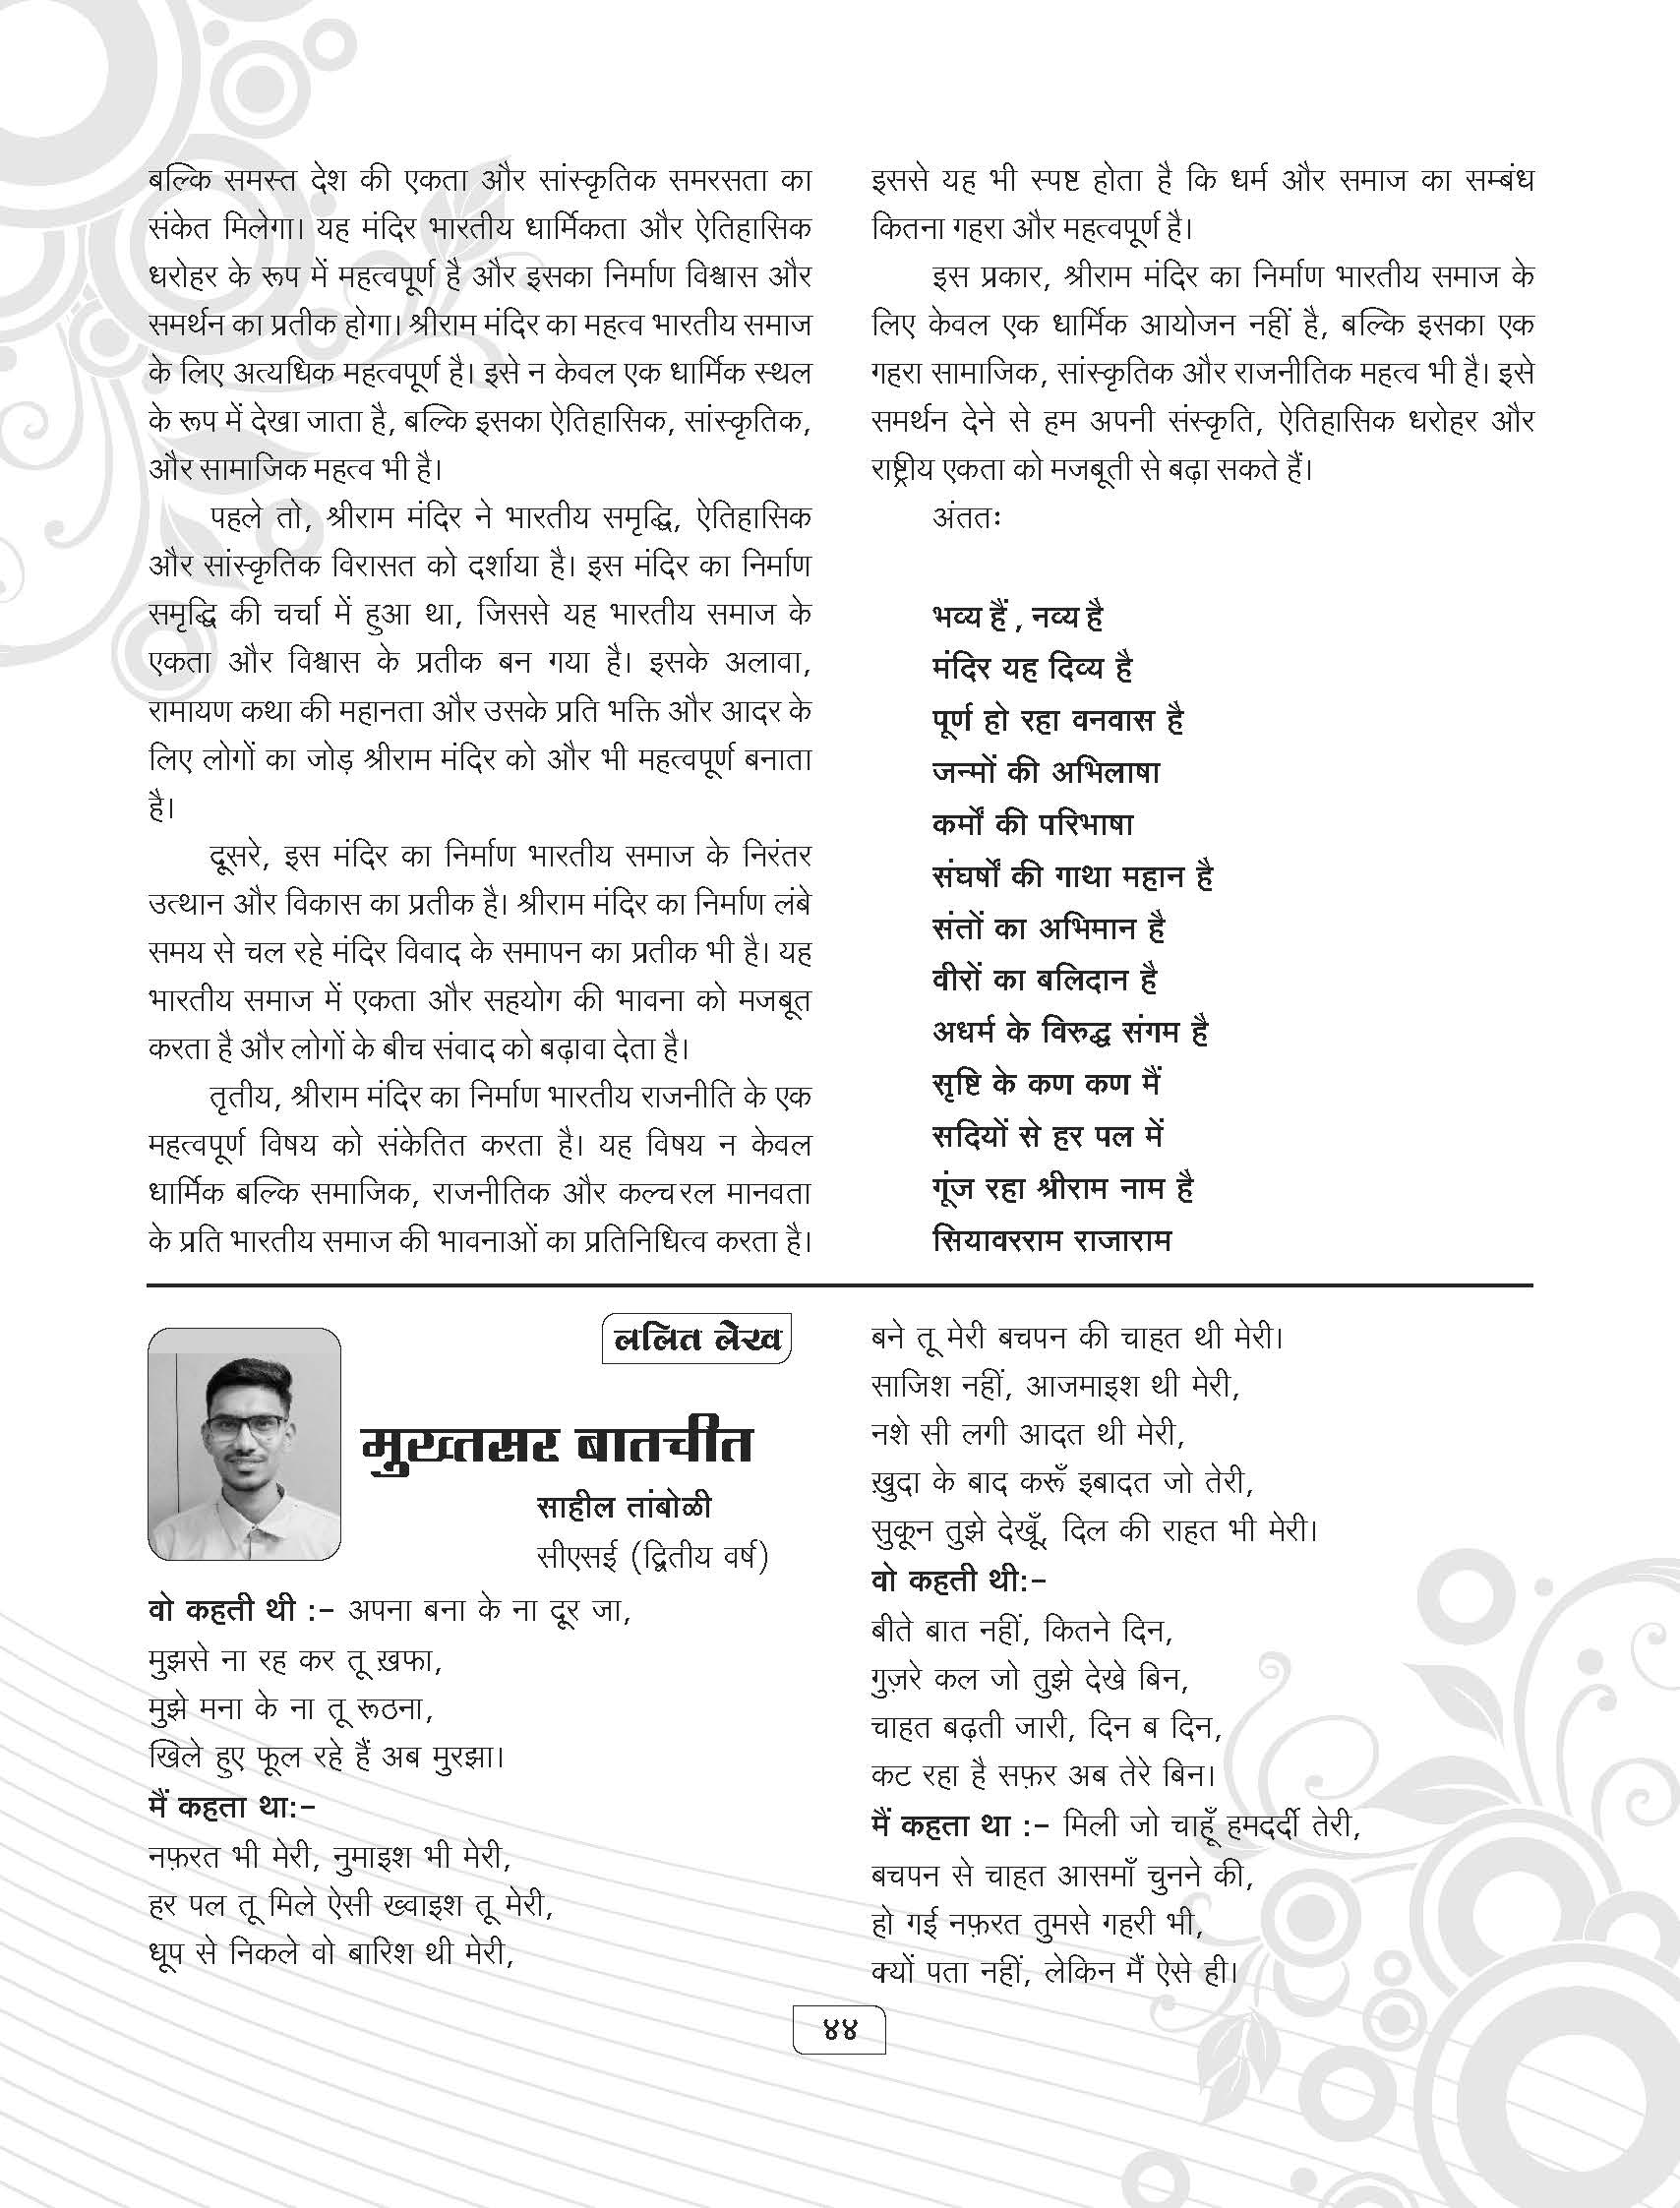 बल्कि समस्त देश की एकता और सांस्कृतिक समरसता का
संकेत मिलेगा। यह मंदिर भारतीय धार्मिकता और ऐतिहासिक
धरोहर के रूप में महत्वपूर्ण है और इसका निर्माण विश्वास और
समर्थन का प्रतीक होगा। श्रीराम मंदिर का महत्व भारतीय समाज
के लिए अत्यधिक महत्वपूर्ण है। इसे न केवल एक धार्मिक स्थल
के रूप में देखा जाता है, बल्कि इसका ऐतिहासिक, सांस्कृतिक,
और सामाजिक महत्व भी है।
पहले तो, श्रीराम मंदिर ने भारतीय समृद्धि, ऐतिहासिक
और सांस्कृतिक विरासत को दर्शाया है। इस मंदिर का निर्माण
समृद्धि की चर्चा में हुआ था, जिससे यह भारतीय समाज के
एकता और विश्वास के प्रतीक बन गया है। इसके अलावा,
रामायण कथा की महानता और उसके प्रति भक्ति और आदर के
लिए लोगों का जोड़ श्रीराम मंदिर को और भी महत्वपूर्ण बनाता
है।
दूसरे, इस मंदिर का निर्माण भारतीय समाज के निरंतर
उत्थान और विकास का प्रतीक है। श्रीराम मंदिर का निर्माण लंबे
समय से चल रहे मंदिर विवाद के समापन का प्रतीक भी है। यह
भारतीय समाज में एकता और सहयोग की भावना को मजबूत
करता है और लोगों के बीच संवाद को बढ़ावा देता है।
तृतीय, श्रीराम मंदिर का निर्माण भारतीय राजनीति के एक
महत्वपूर्ण विषय को संकेतित करता है। यह विषय न केवल
धार्मिक बल्कि समाजिक, राजनीतिक और कल्चरल मानवता
के प्रति भारतीय समाज की भावनाओं का प्रतिनिधित्व करता है।
इससे यह भी स्पष्ट होता है कि धर्म और समाज का सम्बंध
कितना गहरा और महत्वपूर्ण है।
इस प्रकार, श्रीराम मंदिर का निर्माण भारतीय समाज के
लिए केवल एक धार्मिक आयोजन नहीं है, बल्कि इसका एक
गहरा सामाजिक, सांस्कृतिक और राजनीतिक महत्व भी है। इसे
समर्थन देने से हम अपनी संस्कृति, ऐतिहासिक धरोहर और
राष्ट्रीय एकता को मजबूती से बढ़ा सकते हैं।
अंततः
भव्य हैं , नव्य है
मंदिर यह दिव्य है
पूर्ण हो रहा वनवास है
जन्मों की अभिलाषा
कर्मों की परिभाषा
संघर्षों की गाथा महान है
संतों का अभिमान है
वीरों का बलिदान है
अधर्म के विरुद्ध संगम है
सृष्टि के कण कण मैं
सदियों से हर पल में
गूंज रहा श्रीराम नाम है
सियावरराम राजाराम
ललित लेख
मुख्तसर बातचीत
साहील तांबोळी
सीएसई (द्वितीय वर्ष)
वो कहती थी :- अपना बना के ना दूर जा,
मुझसे ना रह कर तू ख़फा,
मुझे मना के ना तू रूठना,
खिले हुए फूल रहे हैं अब मुरझा।
मैं कहता था:-
नफ़रत भी मेरी, नुमाइश भी मेरी,
हर पल तू मिले ऐसी ख्वाइश तू मेरी,
धूप से निकले वो बारिश थी मेरी,
बने तू मेरी बचपन की चाहत थी मेरी।
साजिश नहीं, आजमाइश थी मेरी,
नशे सी लगी आदत थी मेरी,
ख़ुदा के बाद करूँ इबादत जो तेरी,
सुकून तुझे देखूँ, दिल की राहत भी मेरी।
वो कहती थी:-
बीते बात नहीं, कितने दिन,
गुज़रे कल जो तुझे देखे बिन,
चाहत बढ़ती जारी, दिन ब दिन,
कट रहा है सफ़र अब तेरे बिन।
मैं कहता था :- मिली जो चाहूँ हमदर्दी तेरी,
बचपन से चाहत आसमाँ चुनने की,
हो गई नफ़रत तुमसे गहरी भी,
क्यों पता नहीं, लेकिन मैं ऐसे ही।
४४